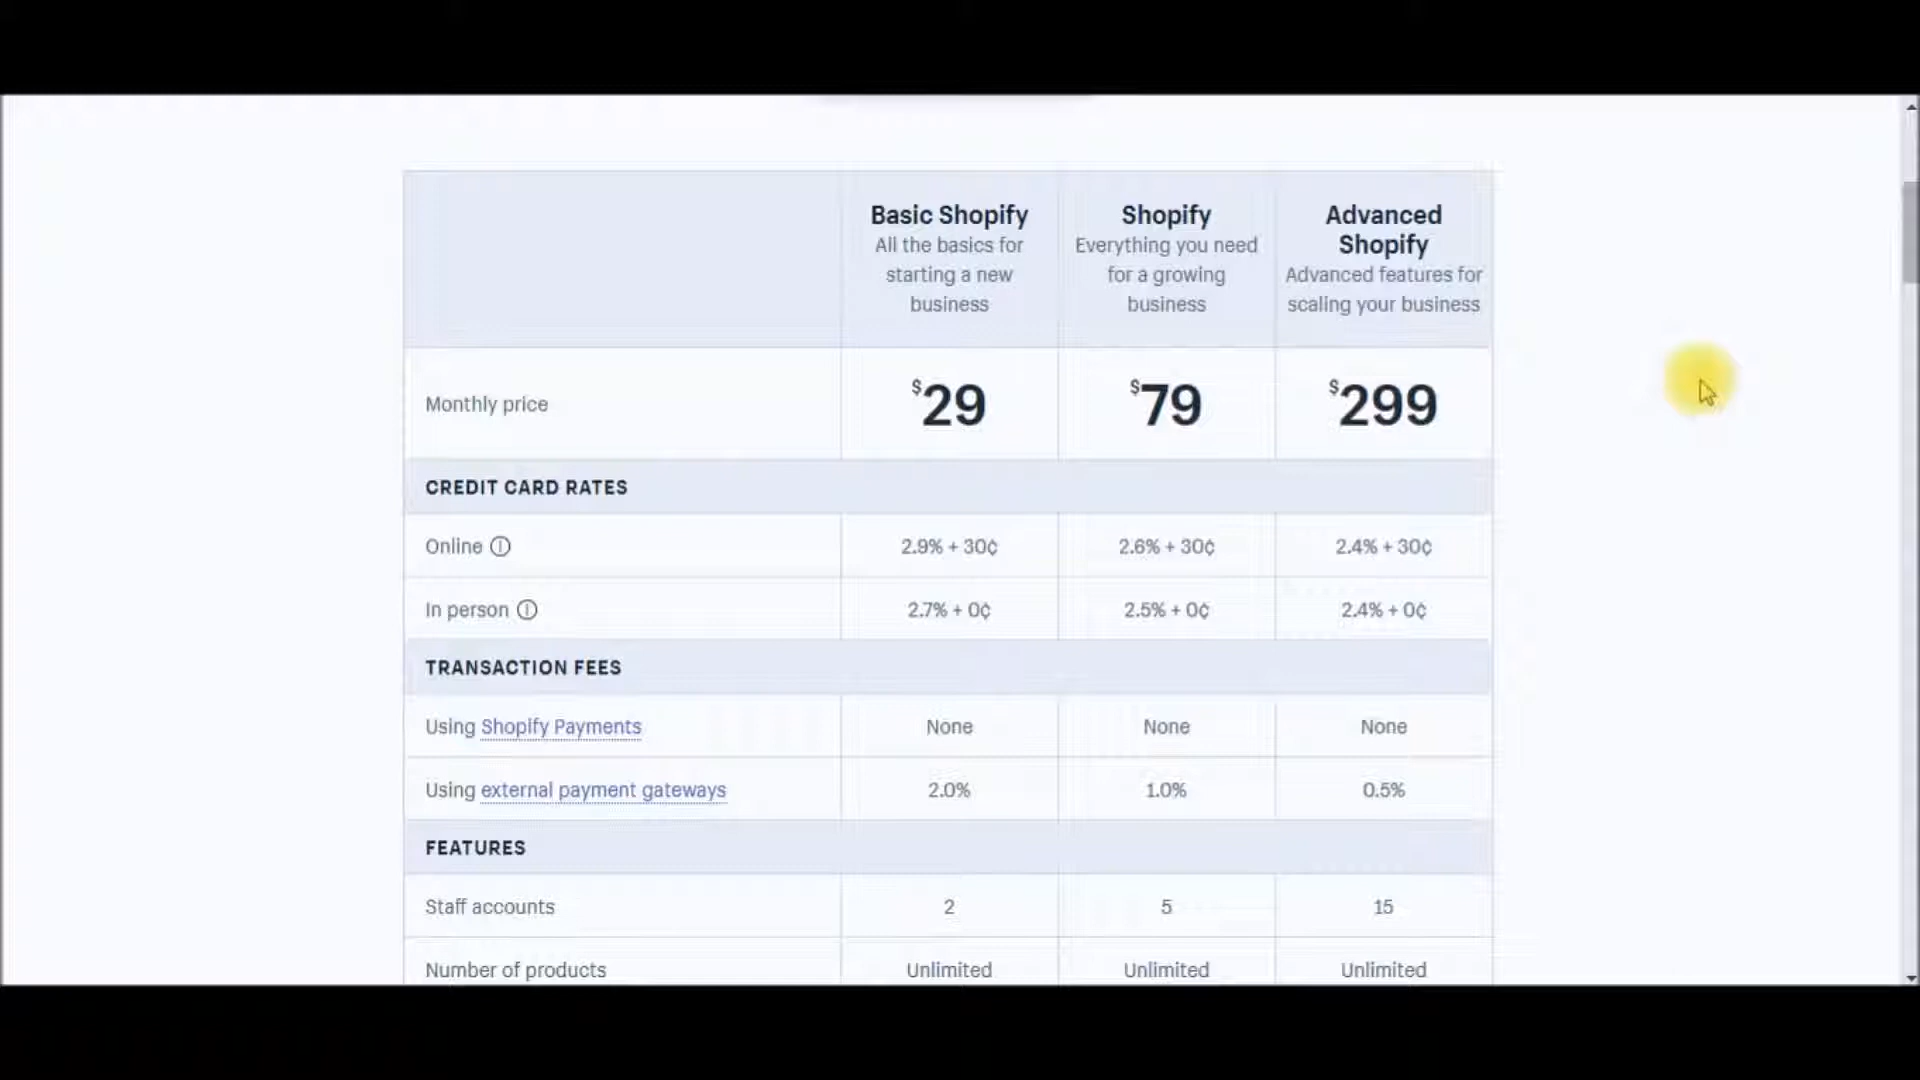 Basic Shopify
All the basics for
starting a new
business
Shopify
Everything you need
for a growing
business
Advanced
Shopify
Advanced features for
scaling your business
Monthly price
$29
$79
$299
CREDIT CARD RATES
Online
2.9% + 30¢
2.6% + 30¢
2.4% + 30¢
In person
2.7% + 0¢
2.5% + 0¢
2.4% + 0¢
TRANSACTION FEES
Using Shopify Payments
None
None
None
Using external payment gateways
2.0%
1.0%
0.5%
FEATURES
Staff accounts
2
5
15
Number of products
Unlimited
Unlimited
Unlimited